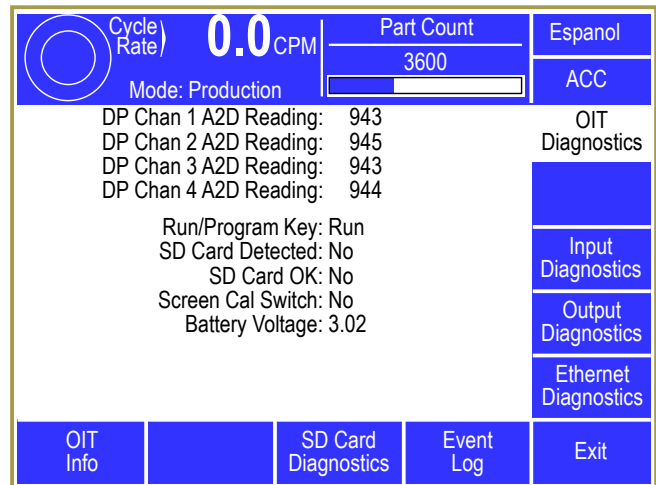 Cycle
Rate) 0.0 CPM
Mode: Production
Part Count
3600
Espanol
ACC
OIT
Diagnostics
Input
Diagnostics
Output
Diagnostics
Ethernet
Diagnostics
DP Chan 1 A2D Reading: 943
DP Chan 2 A2D Reading: 945
DP Chan 3 A2D Reading: 943
DP Chan 4 A2D Reading: 944
Run/Program Key: Run
SD Card Detected: No
SD Card OK: No
Screen Cal Switch: No
Battery Voltage: 3.02
OIT
Info
SD Card
Diagnostics
Event
Log
Exit